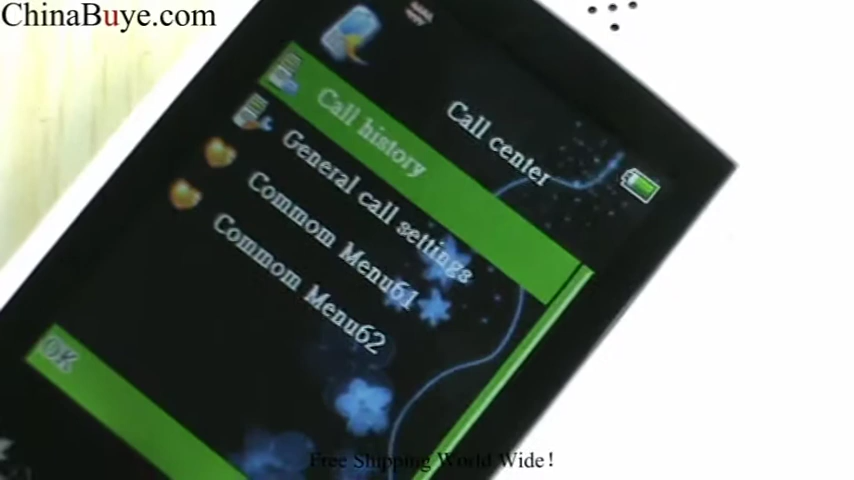 ChinaBuye.com
Call center
Call history
General call settings
Commom Menu61
Commom Menu62
OK
Free Shipping World Wide!